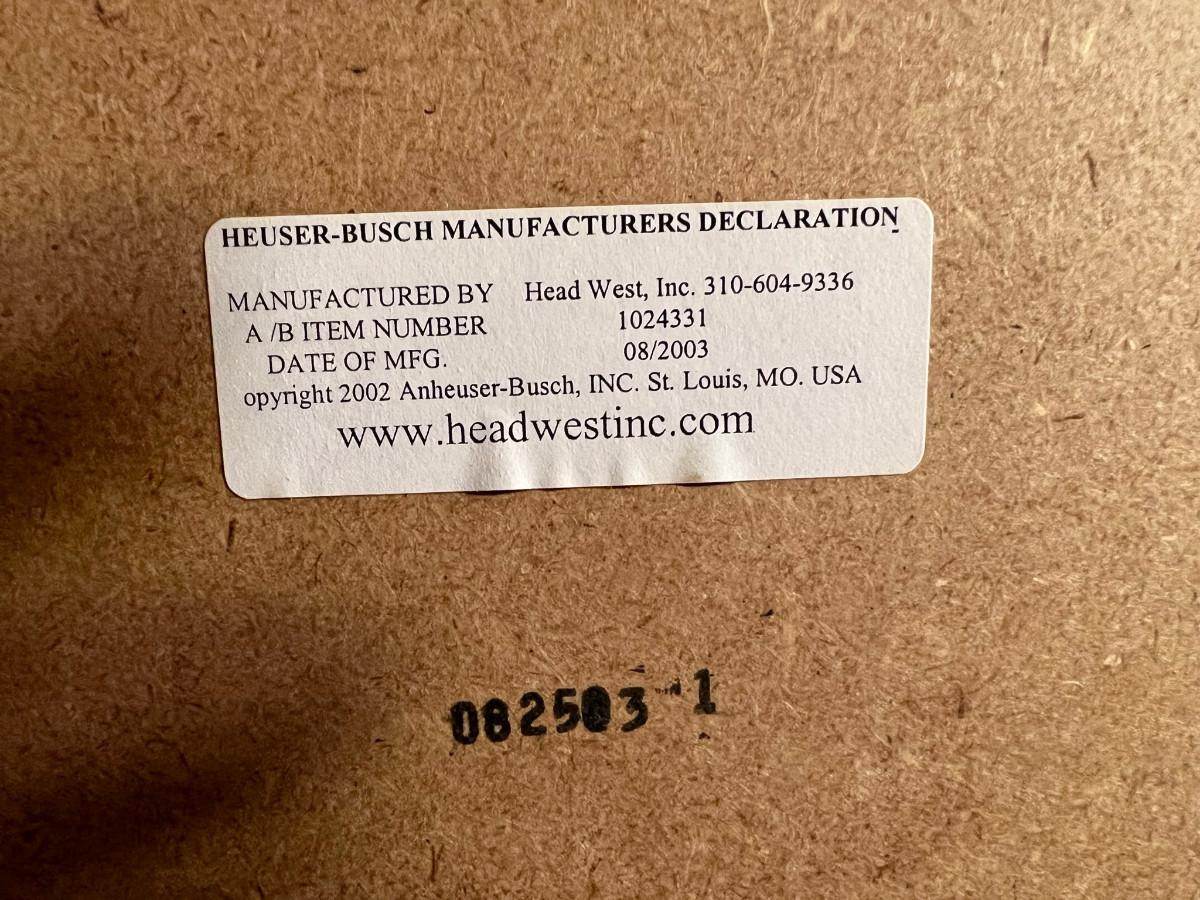 HEUSER-BUSCH MANUFACTURERS DECLARATION
MANUFACTURED BY Head West, Inc. 310-604-9336
A /B ITEM NUMBER 1024331
DATE OF MFG. 08/2003
opyright 2002 Anheuser-Busch, INC. St. Louis, MO. USA
www.headwestinc.com
082503 1